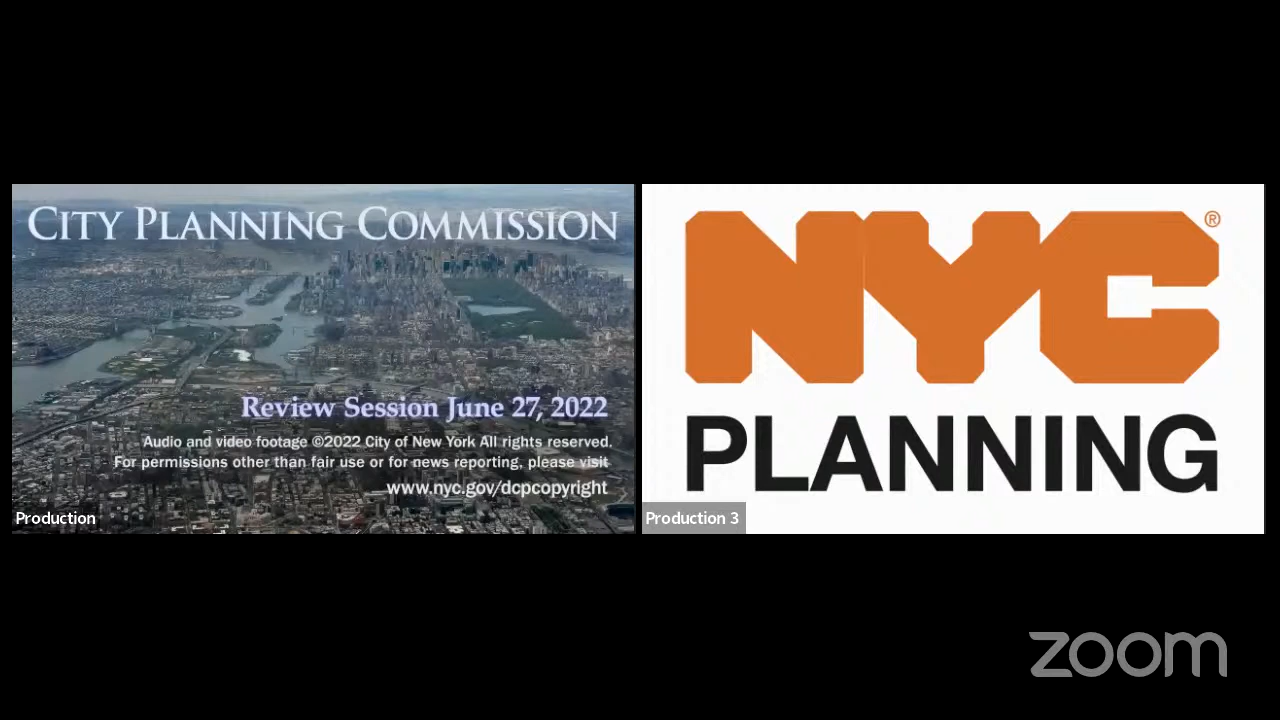 CITY PLANNING COMMISSION
Review Session June 27, 2022
Audio and video footage ©2022 City of New York All rights reserved.
For permissions other than fair use or for news reporting, please visit
www.nyc.gov/dcpcopyright
Production
NYC®
PLANNING
Production 3
zoom